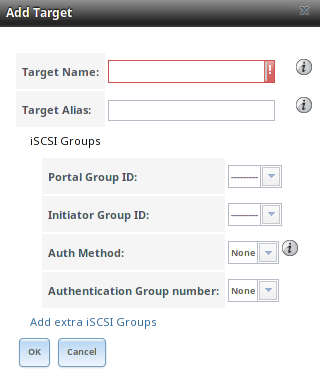 Add Target
Target Name:
Target Alias:
iSCSI Groups
Portal Group ID: ---------
Initiator Group ID: ---------
Auth Method: None
Authentication Group number: None
Add extra iSCSI Groups
OK Cancel